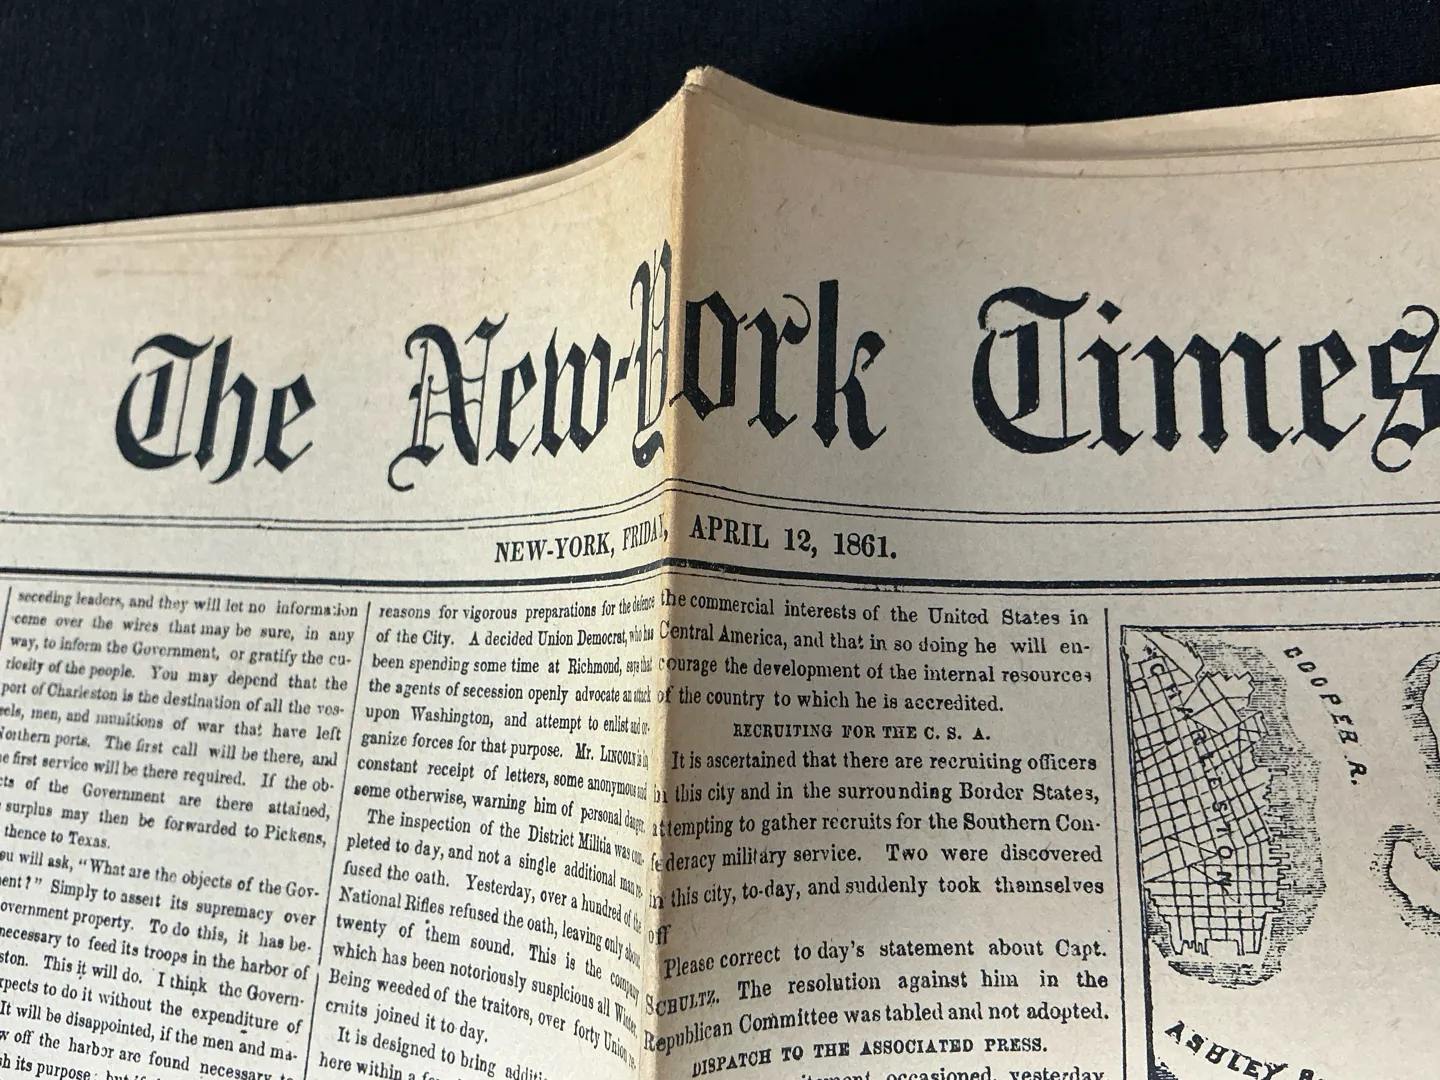 The New-York Times
NEW-YORK, FRIDAY, APRIL 12, 1861.
seceding leaders, and they will let no information
come over the wires that may be sure, in any
way, to inform the Government, or gratify the cu-
riosity of the people. You may depend that the
port of Charleston is the destination of all the ves-
sels, men, and munitions of war that have left
Northern ports. The first call will be there, and
first service will be there required. If the ob-
of the Government are there attained,
surplus may then be forwarded to Pickens,
thence to Texas.
will ask, "What are the objects of the Gov-
Simply to assert its supremacy over
property. To do this, it has be-
necessary to feed its troops in the harbor of
This it will do. I think the Govern-
to do it without the expenditure of
It will be disappointed, if the men and ma-
off the harbor are found necessary to
its purpose;
reasons for vigorous preparations for the defence
of the City. A decided Union Democrat, who has
been spending some time at Richmond, says that
the agents of secession openly advocate an attack
upon Washington, and attempt to enlist and or-
ganize forces for that purpose. Mr. LINCOLN is in
constant receipt of letters, some anonymous and
some otherwise, warning him of personal danger.
The inspection of the District Militia was com-
pleted to day, and not a single additional man re-
fused the oath. Yesterday, over a hundred of the
National Rifles refused the oath, leaving only about
twenty of them sound. This is the company
which has been notoriously suspicious all Winter.
Being weeded of the traitors, over forty Union re-
cruits joined it to day.
It is designed to bring
here within a
the commercial interests of the United States in
Central America, and that in so doing he will en-
courage the development of the internal resources
of the country to which he is accredited.
RECRUITING FOR THE C. S. A.
It is ascertained that there are recruiting officers
in this city and in the surrounding Border States,
attempting to gather recruits for the Southern Con-
federacy military service. Two were discovered
in this city, to-day, and suddenly took themselves
off
Please correct to day's statement about Capt.
SCHULTZ. The resolution against him in the
Republican Committee was tabled and not adopted.
DISPATCH TO THE ASSOCIATED PRESS.
occasioned, yesterday,
CHARLESTON
COOPER R.
ASHLEY